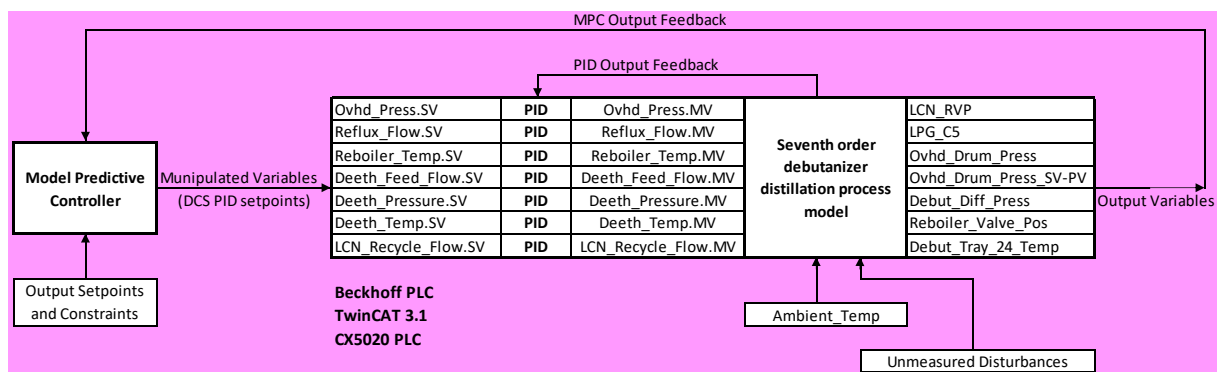 MPC Output Feedback
PID Output Feedback
Ovhd_Press.SV PID Ovhd_Press.MV LCN_RVP
Reflux_Flow.SV PID Reflux_Flow.MV LPG_C5
Reboiler_Temp.SV PID Reboiler_Temp.MV Ovhd_Drum_Press
Deeth_Feed_Flow.SV PID Deeth_Feed_Flow.MV Ovhd_Drum_Press_SV-PV
Deeth_Pressure.SV PID Deeth_Pressure.MV Debut_Diff_Press
Deeth_Temp.SV PID Deeth_Temp.MV Reboiler_Valve_Pos
LCN_Recycle_Flow.SV PID LCN_Recycle_Flow.MV Debut_Tray_24_Temp
Seventh order
debutanizer
distillation process
model
Model Predictive
Controller
Munipulated Variables
(DCS PID setpoints)
Output Variables
Output Setpoints
and Constraints
Beckhoff PLC
TwinCAT 3.1
CX5020 PLC
Ambient_Temp
Unmeasured Disturbances